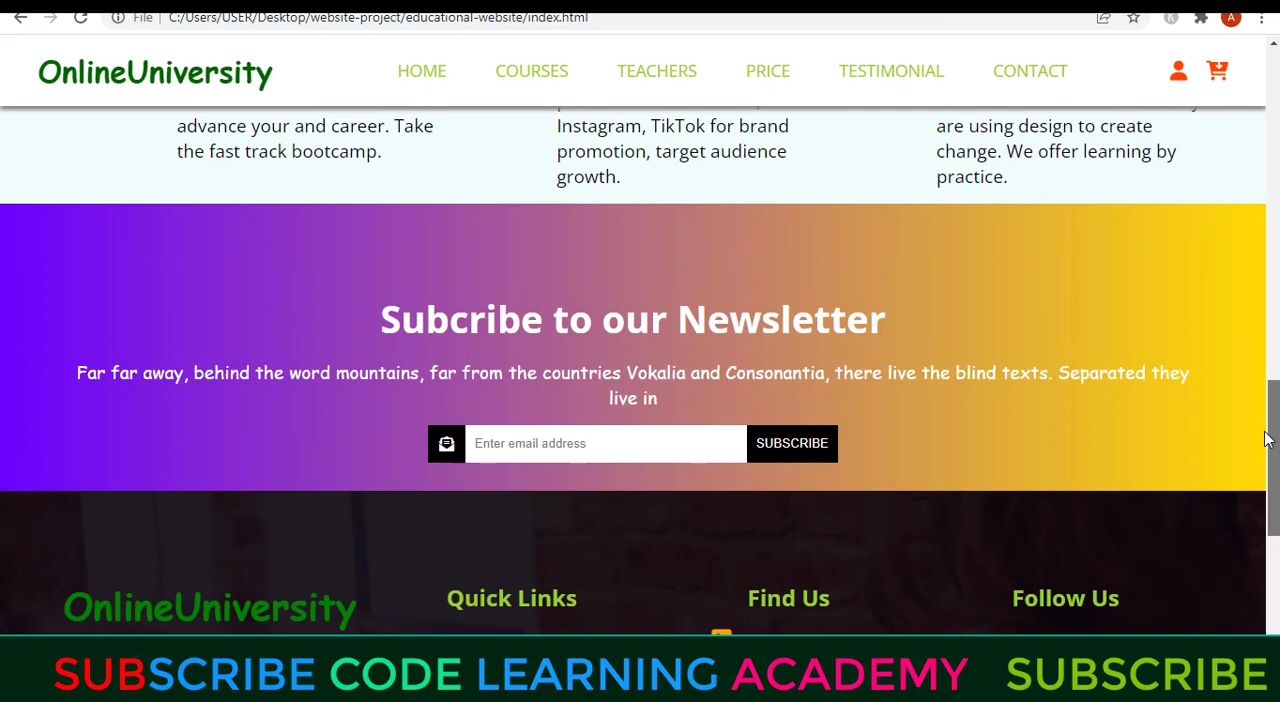 File | C:/Users/USER/Desktop/website-project/educational-website/index.html
A
OnlineUniversity
HOME COURSES TEACHERS PRICE TESTIMONIAL CONTACT
advance your and career. Take
the fast track bootcamp.
Instagram, TikTok for brand
promotion, target audience
growth.
are using design to create
change. We offer learning by
practice.
Subcribe to our Newsletter
Far far away, behind the word mountains, far from the countries Vokalia and Consonantia, there live the blind texts. Separated they
live in
Enter email address SUBSCRIBE
OnlineUniversity Quick Links Find Us Follow Us
SUBSCRIBE CODE LEARNING ACADEMY SUBSCRIBE